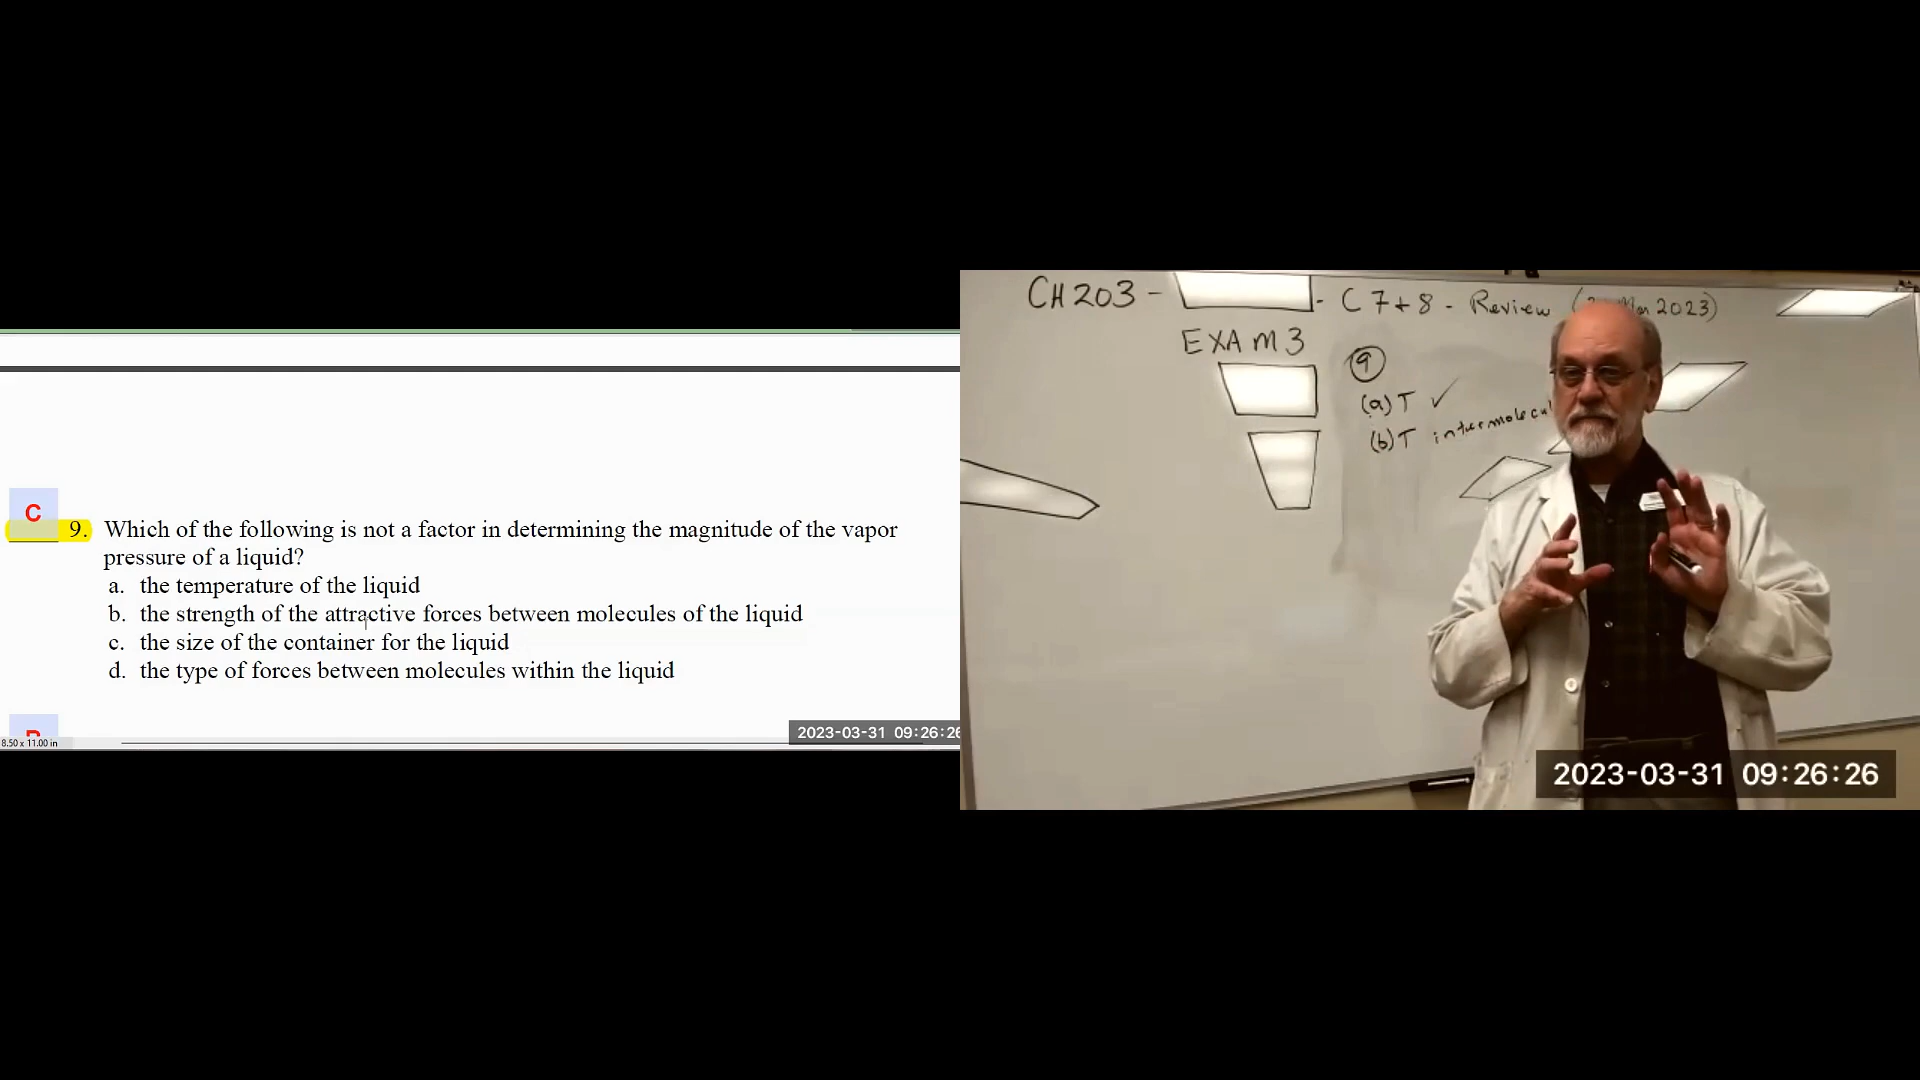 C
9. Which of the following is not a factor in determining the magnitude of the vapor
pressure of a liquid?
a. the temperature of the liquid
b. the strength of the attractive forces between molecules of the liquid
c. the size of the container for the liquid
d. the type of forces between molecules within the liquid
8.50 x 11.00 in
2023-03-31 09:26:26
CH203 - - C 7+8 - Review ( Mar 2023)
EXAM3
9
(a) T ✓
(b) T
2023-03-31 09:26:26